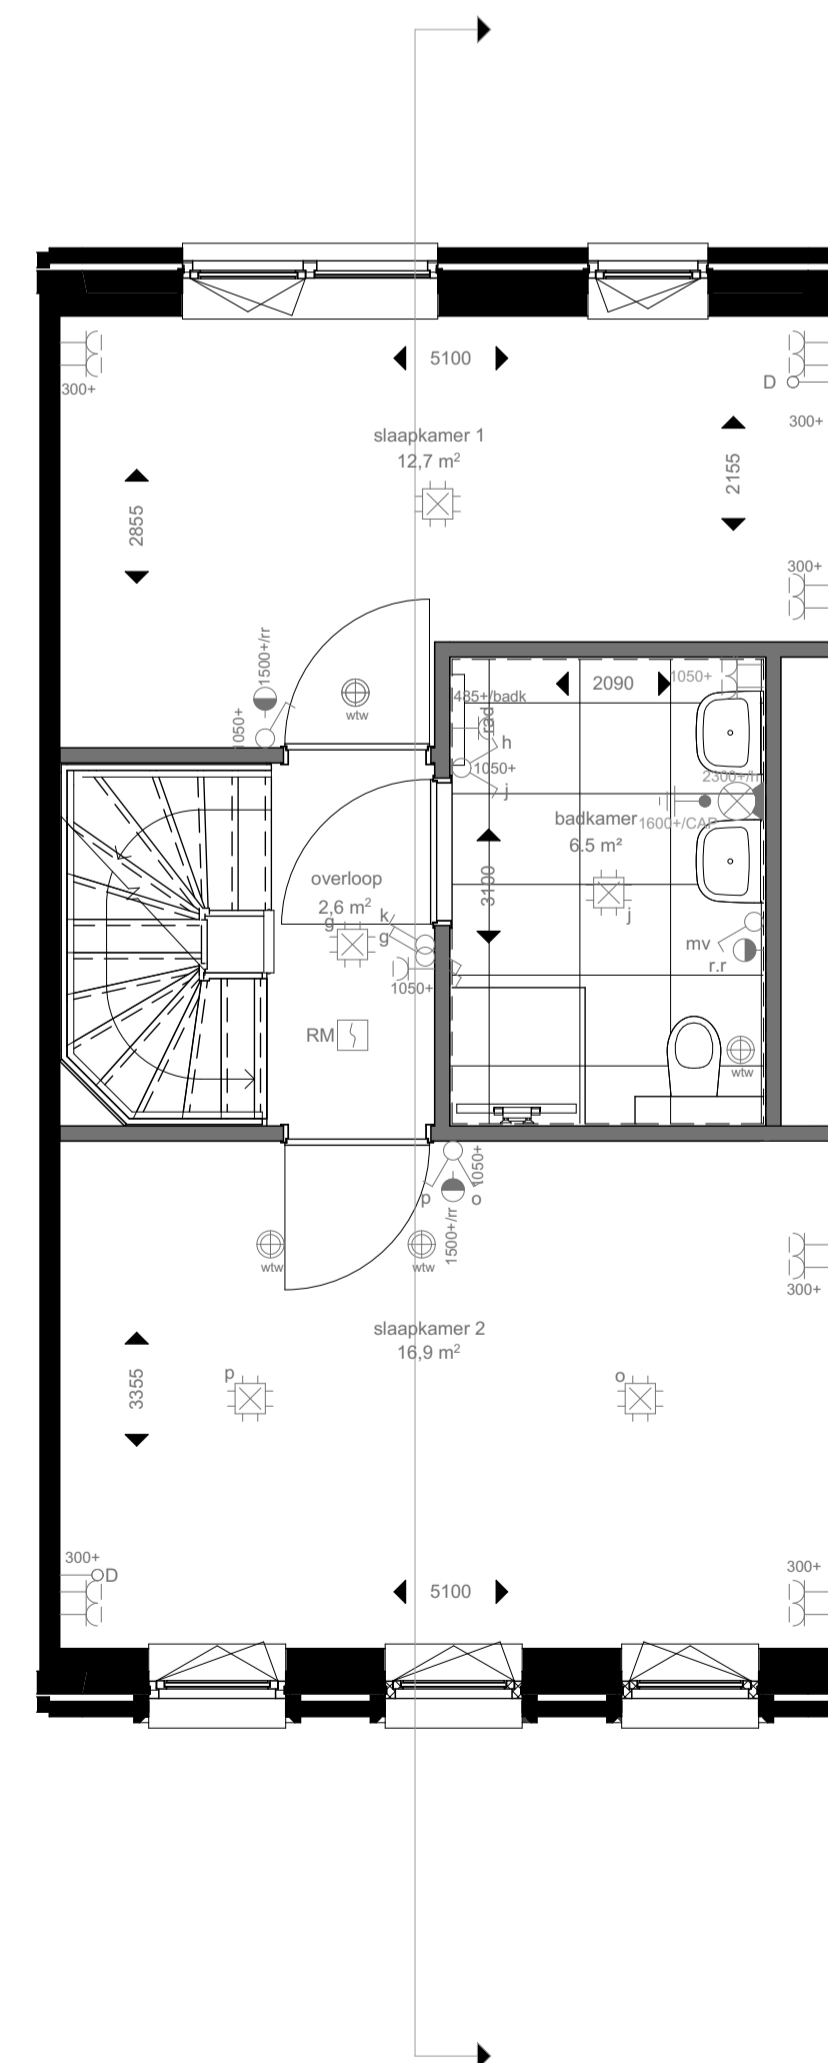 5100
300+
D
300+
slaapkamer 1
12,7 m²
2155
2855
300+
1500+/rr
1050+
wtw
2090
1050+
485+/badk
rad
h
1050+
j
2300+/h
1600+/CAP
badkamer
6.5 m²
3100
j
overloop
2,6 m²
g
k
g
1050+
mv
r.r
RM
wtw
1050+
p
o
1500+/rr
wtw
wtw
300+
slaapkamer 2
16,9 m²
p
o
3355
300+
D
300+
5100